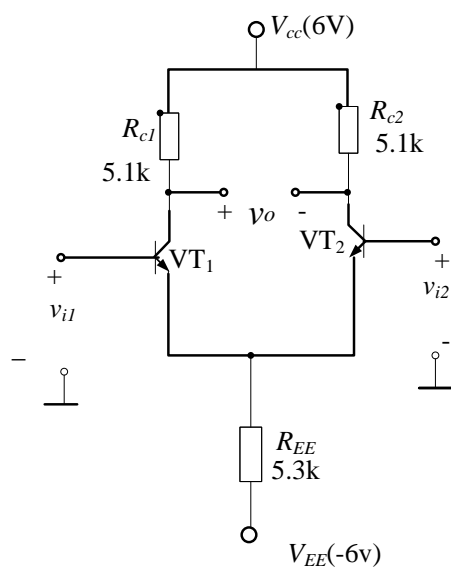 Vcc(6V)
Rc1
5.1k
Rc2
5.1k
+ vo -
VT1
VT2
+
vi1
–
+
vi2
-
REE
5.3k
VEE(-6v)